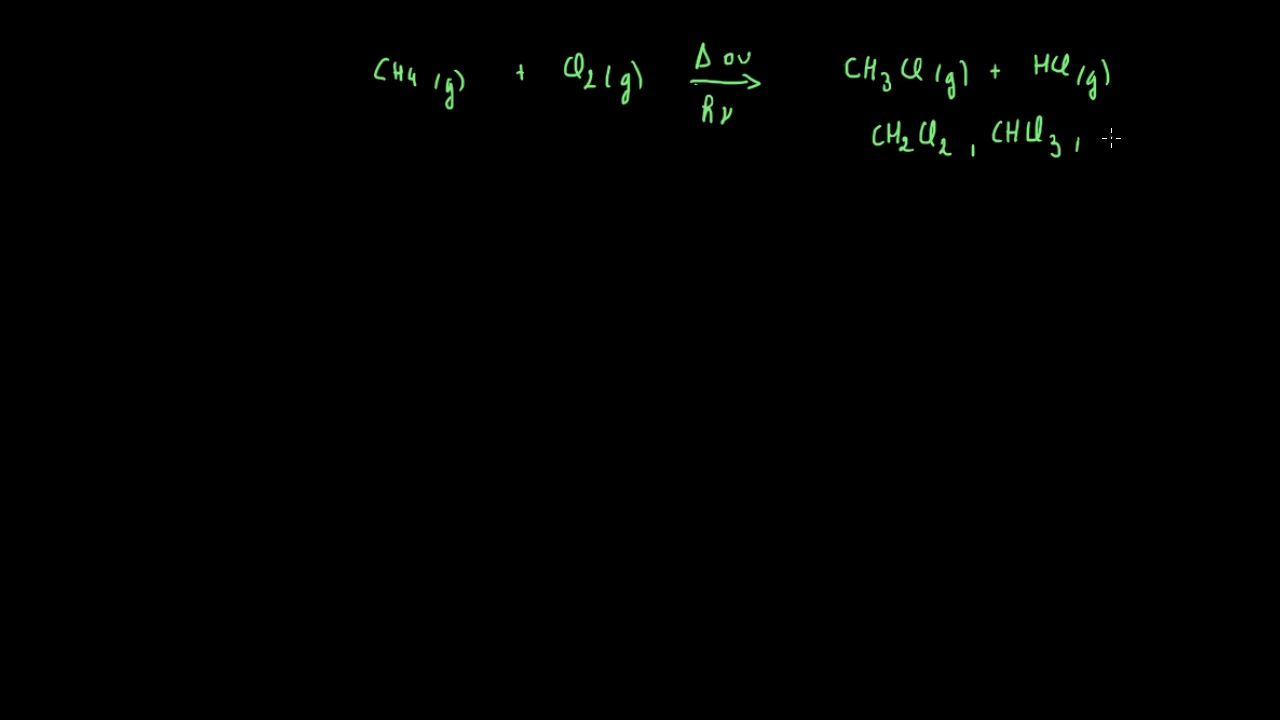 CH4 (g) + Cl2 (g) Δ ou CH3Cl (g) + HCl (g)
hν
CH2Cl2 , CHCl3 ,